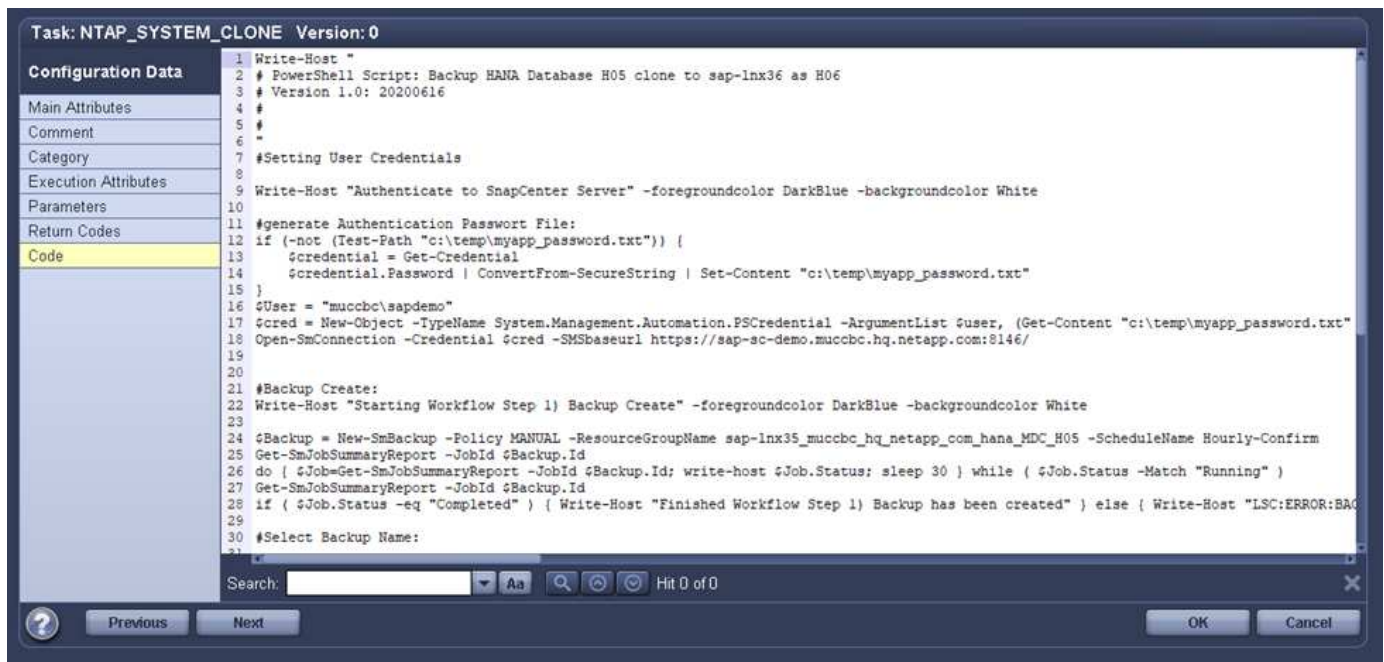 Task: NTAP_SYSTEM_CLONE Version: 0
Configuration Data
Main Attributes
Comment
Category
Execution Attributes
Parameters
Return Codes
Code
1 Write-Host "
2 # PowerShell Script: Backup HANA Database H05 clone to sap-lnx36 as H06
3 # Version 1.0: 20200616
4 #
5 #
6 "
7 #Setting User Credentials
8
9 Write-Host "Authenticate to SnapCenter Server" -foregroundcolor DarkBlue -backgroundcolor White
10
11 #generate Authentication Passwort File:
12 if (-not (Test-Path "c:\temp\myapp_password.txt")) {
13 $credential = Get-Credential
14 $credential.Password | ConvertFrom-SecureString | Set-Content "c:\temp\myapp_password.txt"
15 }
16 $User = "muccbc\sapdemo"
17 $cred = New-Object -TypeName System.Management.Automation.PSCredential -ArgumentList $user, (Get-Content "c:\temp\myapp_password.txt"
18 Open-SmConnection -Credential $cred -SMSbaseurl https://sap-sc-demo.muccbc.hq.netapp.com:8146/
19
20
21 #Backup Create:
22 Write-Host "Starting Workflow Step 1) Backup Create" -foregroundcolor DarkBlue -backgroundcolor White
23
24 $Backup = New-SmBackup -Policy MANUAL -ResourceGroupName sap-lnx35_muccbc_hq_netapp_com_hana_MDC_H05 -ScheduleName Hourly-Confirm
25 Get-SmJobSummaryReport -JobId $Backup.Id
26 do { $Job=Get-SmJobSummaryReport -JobId $Backup.Id; write-host $Job.Status; sleep 30 } while ( $Job.Status -Match "Running" )
27 Get-SmJobSummaryReport -JobId $Backup.Id
28 if ( $Job.Status -eq "Completed" ) { Write-Host "Finished Workflow Step 1) Backup has been created" } else { Write-Host "LSC:ERROR:BAC
29
30 #Select Backup Name:
31
Search: Aa Hit 0 of 0
? Previous Next OK Cancel